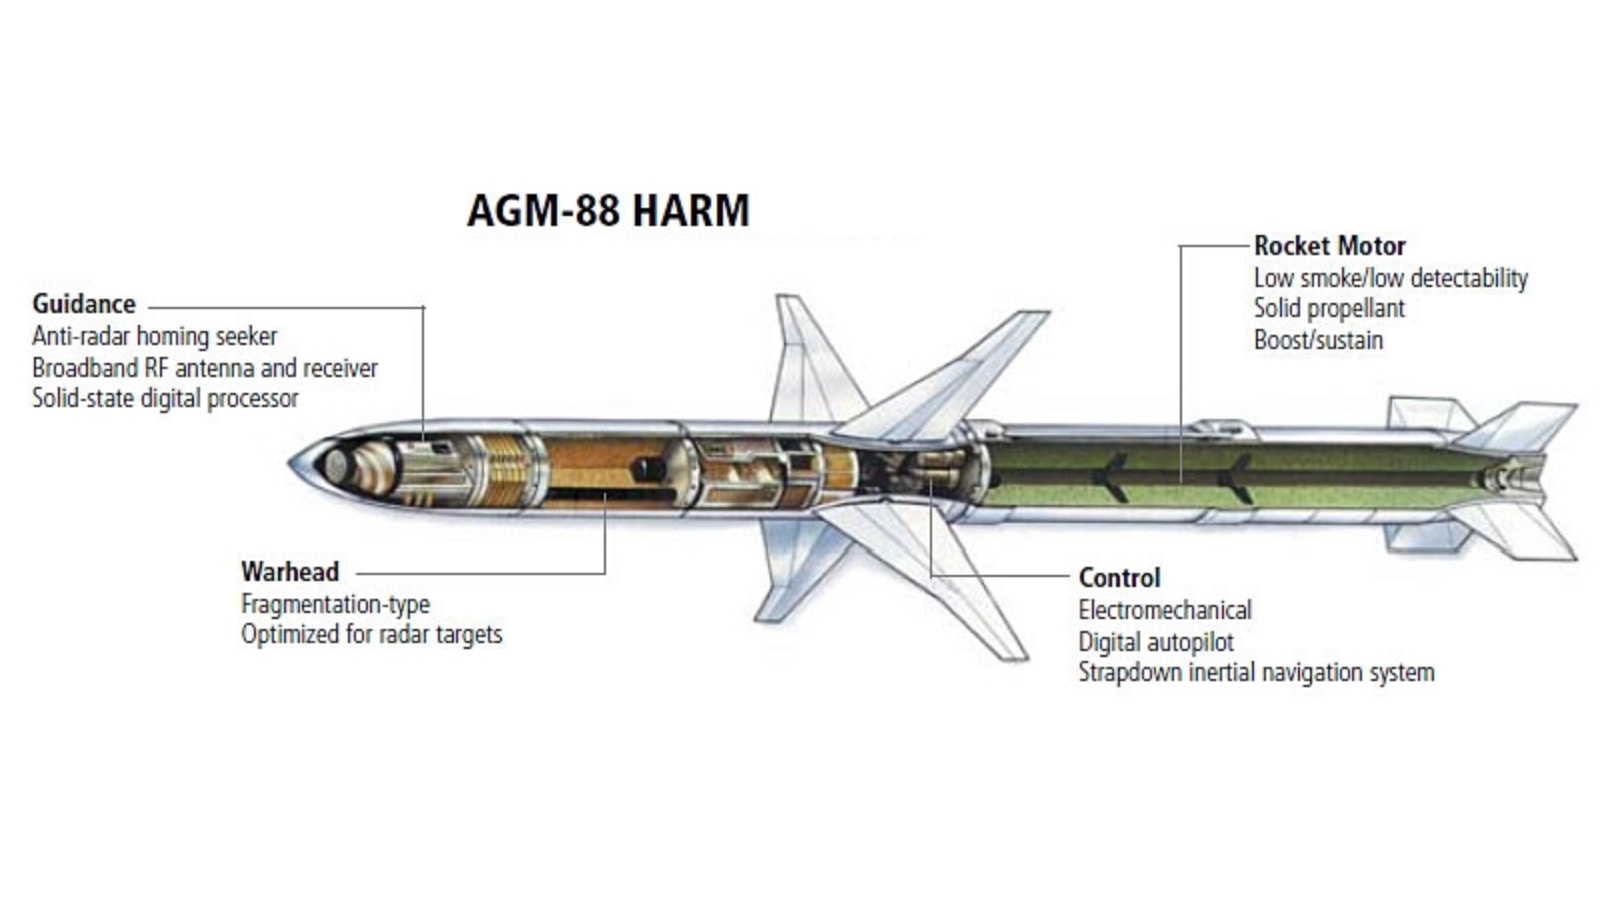 AGM-88 HARM
Guidance
Anti-radar homing seeker
Broadband RF antenna and receiver
Solid-state digital processor
Rocket Motor
Low smoke/low detectability
Solid propellant
Boost/sustain
Warhead
Fragmentation-type
Optimized for radar targets
Control
Electromechanical
Digital autopilot
Strapdown inertial navigation system